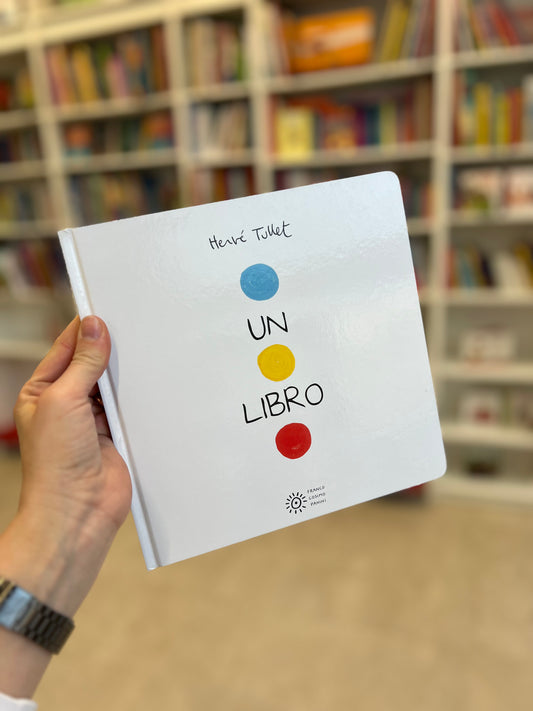 Hervé Tullet
UN
LIBRO
FRANCO
COSIMO
PANINI